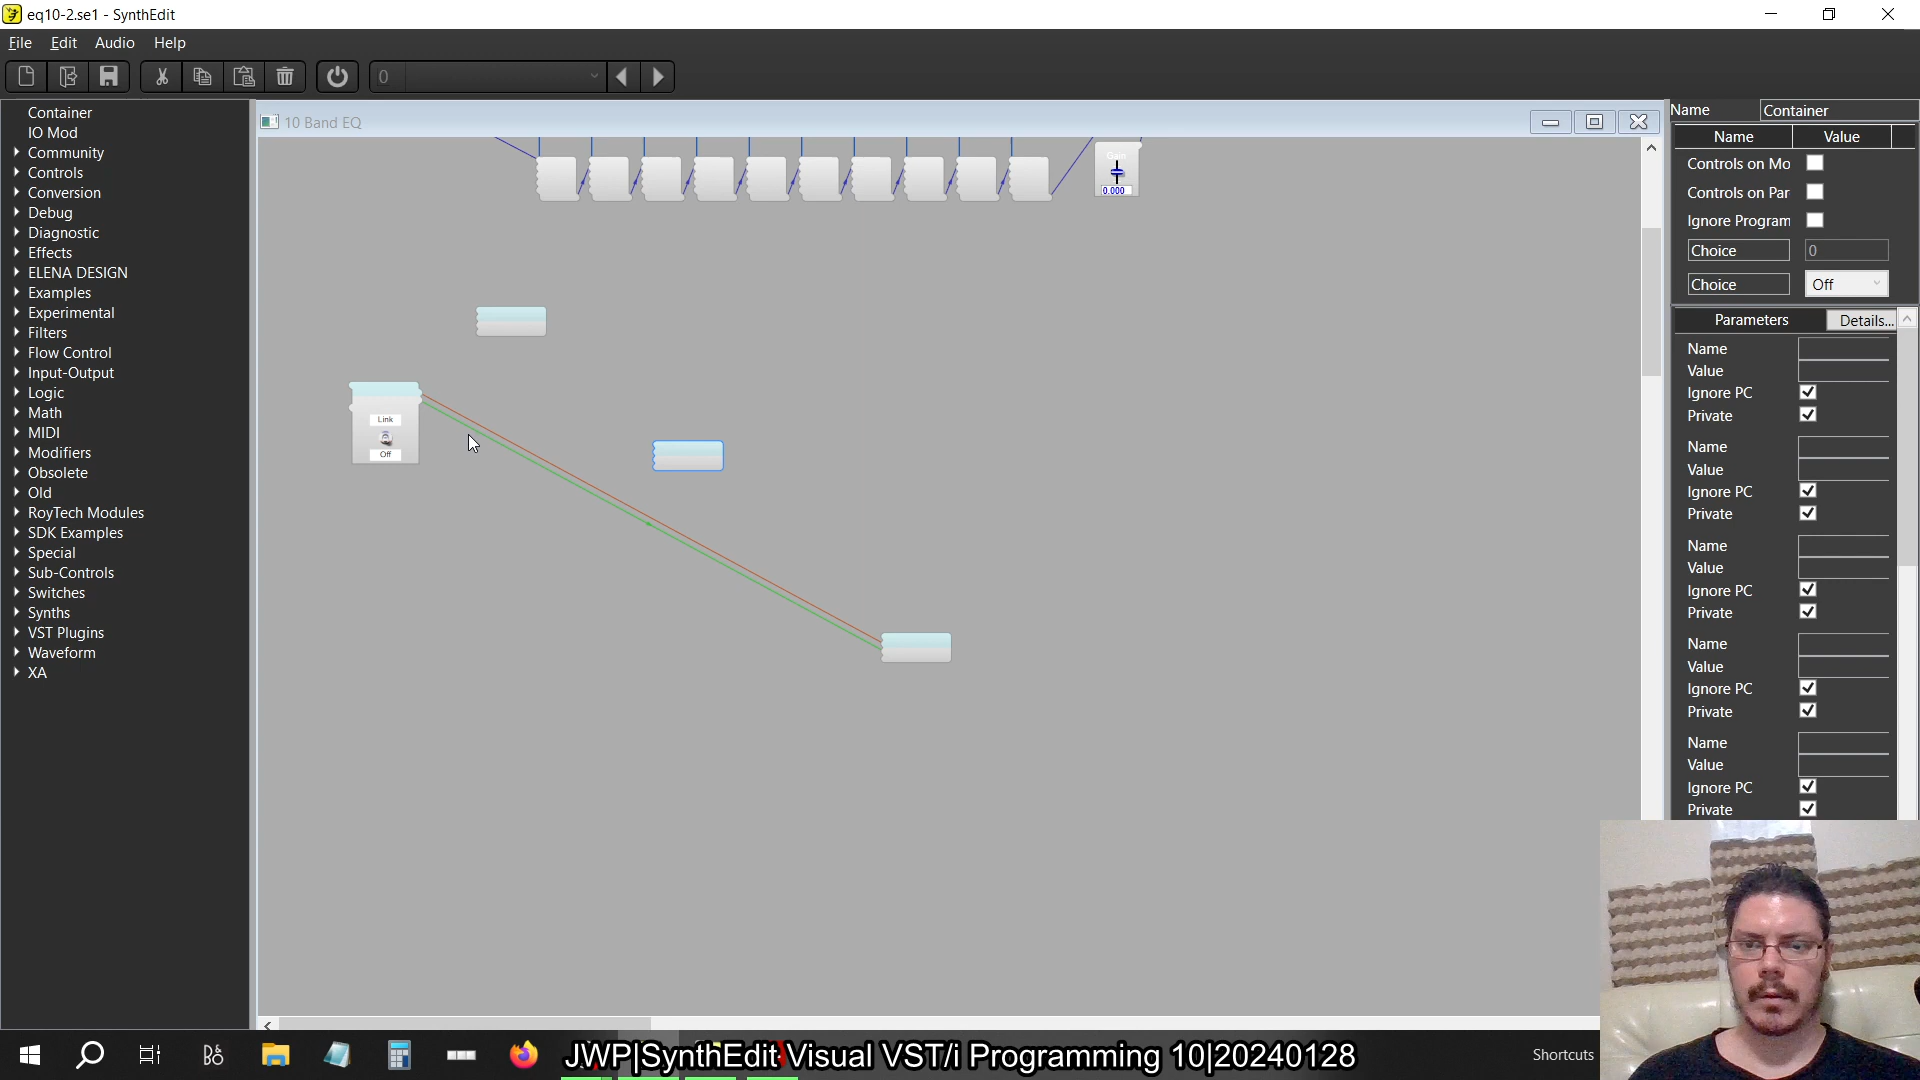 eq10-2.se1 - SynthEdit
File Edit Audio Help
0
Container
IO Mod
Community
Controls
Conversion
Debug
Diagnostic
Effects
ELENA DESIGN
Examples
Experimental
Filters
Flow Control
Input-Output
Logic
Math
MIDI
Modifiers
Obsolete
Old
RoyTech Modules
SDK Examples
Special
Sub-Controls
Switches
Synths
VST Plugins
Waveform
XA
10 Band EQ
0.000
Link
Off
Name Container
Name Value
Controls on Mo
Controls on Par
Ignore Program
Choice 0
Choice Off
Parameters Details...
Name
Value
Ignore PC
Private
Name
Value
Ignore PC
Private
Name
Value
Ignore PC
Private
Name
Value
Ignore PC
Private
Name
Value
Ignore PC
Private
JWP|SynthEdit Visual VST/i Programming 10|20240128
Shortcuts